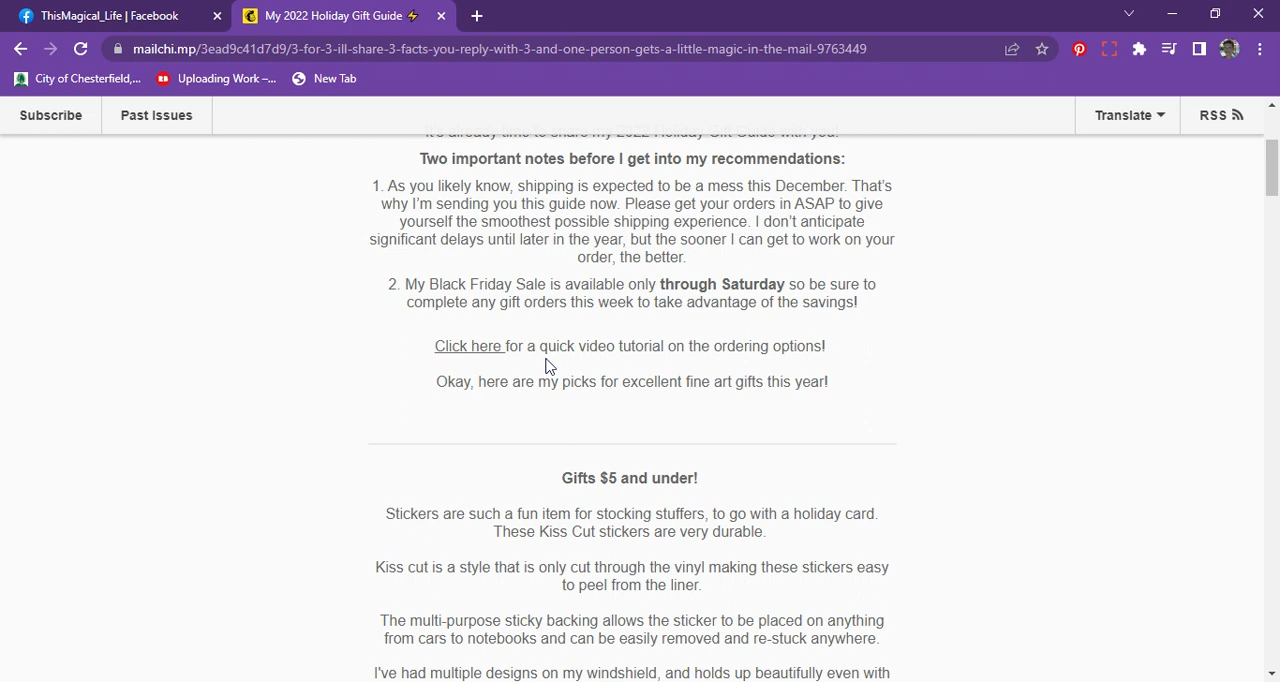 ThisMagical_Life | Facebook
My 2022 Holiday Gift Guide ⚡
mailchi.mp/3ead9c41d7d9/3-for-3-ill-share-3-facts-you-reply-with-3-and-one-person-gets-a-little-magic-in-the-mail-9763449
City of Chesterfield,...
Uploading Work –...
New Tab
Subscribe
Past Issues
Translate
RSS
It's already time to share my 2022 Holiday Gift Guide with you!
Two important notes before I get into my recommendations:
1. As you likely know, shipping is expected to be a mess this December. That's
why I'm sending you this guide now. Please get your orders in ASAP to give
yourself the smoothest possible shipping experience. I don't anticipate
significant delays until later in the year, but the sooner I can get to work on your
order, the better.
2. My Black Friday Sale is available only through Saturday so be sure to
complete any gift orders this week to take advantage of the savings!
Click here for a quick video tutorial on the ordering options!
Okay, here are my picks for excellent fine art gifts this year!
Gifts $5 and under!
Stickers are such a fun item for stocking stuffers, to go with a holiday card.
These Kiss Cut stickers are very durable.
Kiss cut is a style that is only cut through the vinyl making these stickers easy
to peel from the liner.
The multi-purpose sticky backing allows the sticker to be placed on anything
from cars to notebooks and can be easily removed and re-stuck anywhere.
I've had multiple designs on my windshield, and holds up beautifully even with